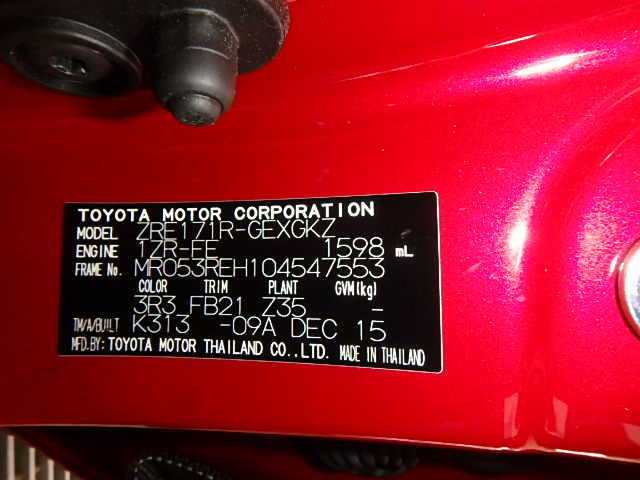 TOYOTA MOTOR CORPORATION
MODEL ZRE171R-GEXGKZ
ENGINE 1ZR-FE 1598 mL
FRAME No. MR053REH104547553
COLOR TRIM PLANT GVM(kg)
3R3 FB21 Z35 -
TM/A/BUILT K313 -09A DEC 15
MFD.BY: TOYOTA MOTOR THAILAND CO.,LTD. MADE IN THAILAND